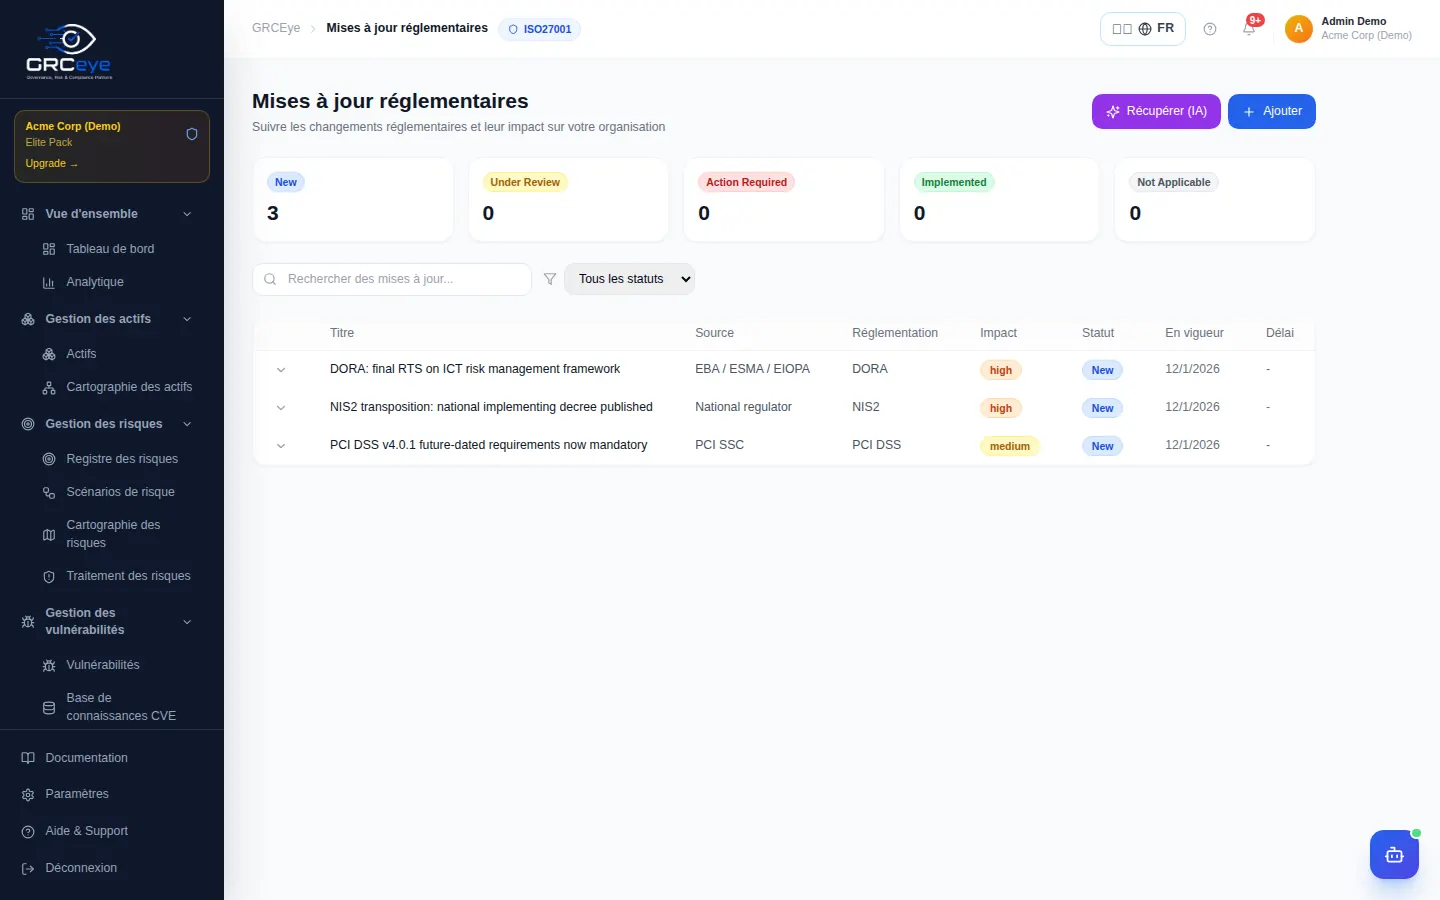 GRCeye
Governance, Risk & Compliance Platform
Acme Corp (Demo)
Elite Pack
Upgrade →
Vue d'ensemble
Tableau de bord
Analytique
Gestion des actifs
Actifs
Cartographie des actifs
Gestion des risques
Registre des risques
Scénarios de risque
Cartographie des
risques
Traitement des risques
Gestion des
vulnérabilités
Vulnérabilités
Base de
connaissances CVE
Documentation
Paramètres
Aide & Support
Déconnexion
GRCEye > Mises à jour réglementaires ISO27001
FR
9+
A
Admin Demo
Acme Corp (Demo)
Mises à jour réglementaires
Suivre les changements réglementaires et leur impact sur votre organisation
Récupérer (IA)
Ajouter
New
3
Under Review
0
Action Required
0
Implemented
0
Not Applicable
0
Rechercher des mises à jour...
Tous les statuts
Titre Source Réglementation Impact Statut En vigueur Délai
DORA: final RTS on ICT risk management framework EBA / ESMA / EIOPA DORA high New 12/1/2026 -
NIS2 transposition: national implementing decree published National regulator NIS2 high New 12/1/2026 -
PCI DSS v4.0.1 future-dated requirements now mandatory PCI SSC PCI DSS medium New 12/1/2026 -